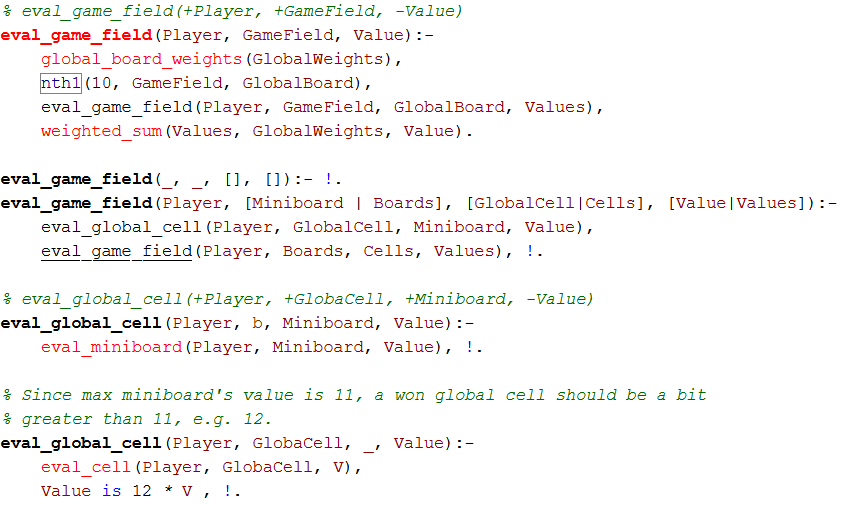 % eval_game_field(+Player, +GameField, -Value)
eval_game_field(Player, GameField, Value):-
    global_board_weights(GlobalWeights),
    nth1(10, GameField, GlobalBoard),
    eval_game_field(Player, GameField, GlobalBoard, Values),
    weighted_sum(Values, GlobalWeights, Value).

eval_game_field(_, _, [], []):- !.
eval_game_field(Player, [Miniboard | Boards], [GlobalCell|Cells], [Value|Values]):-
    eval_global_cell(Player, GlobalCell, Miniboard, Value),
    eval_game_field(Player, Boards, Cells, Values), !.

% eval_global_cell(+Player, +GlobaCell, +Miniboard, -Value)
eval_global_cell(Player, b, Miniboard, Value):-
    eval_miniboard(Player, Miniboard, Value), !.

% Since max miniboard's value is 11, a won global cell should be a bit
% greater than 11, e.g. 12.
eval_global_cell(Player, GlobaCell, _, Value):-
    eval_cell(Player, GlobaCell, V),
    Value is 12 * V , !.